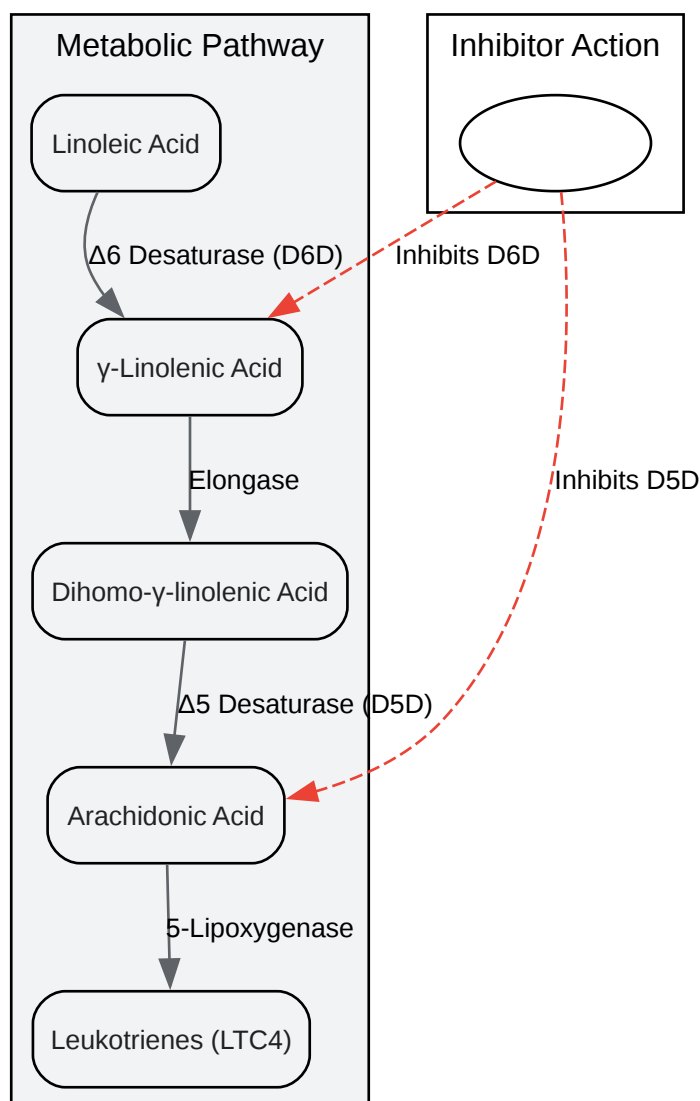 Metabolic Pathway
Inhibitor Action
Linoleic Acid
Δ6 Desaturase (D6D)
Inhibits D6D
γ-Linolenic Acid
Elongase
Inhibits D5D
Dihomo-γ-linolenic Acid
Δ5 Desaturase (D5D)
Arachidonic Acid
5-Lipoxygenase
Leukotrienes (LTC4)